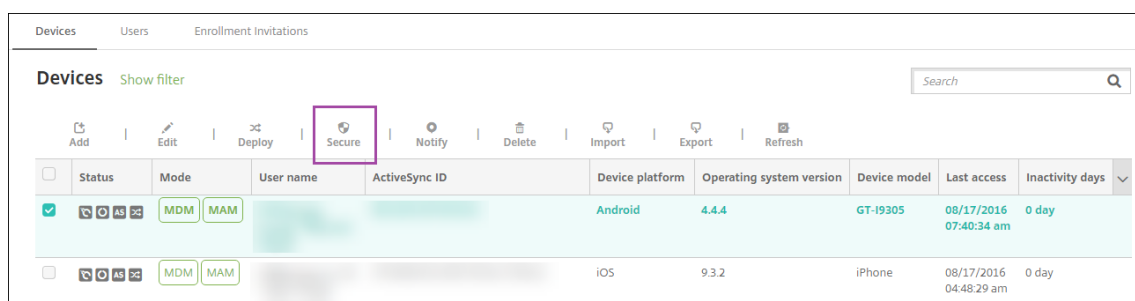 Devices Users Enrollment Invitations
Devices Show filter Search
Add | Edit | Deploy | Secure | Notify | Delete | Import | Export | Refresh
Status Mode User name ActiveSync ID Device platform Operating system version Device model Last access Inactivity days
AS MDM MAM Android 4.4.4 GT-I9305 08/17/2016 0 day
07:40:34 am
AS MDM MAM iOS 9.3.2 iPhone 08/17/2016 0 day
04:48:29 am